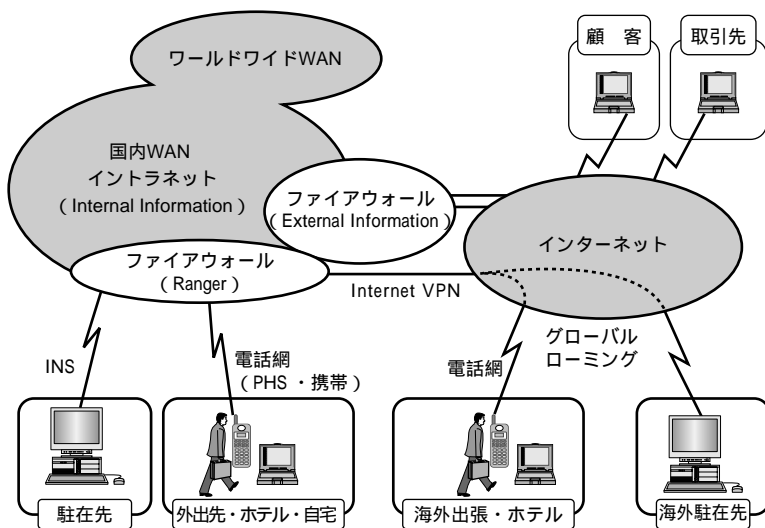 ワールドワイドWAN
顧 客
取引先
国内WAN
イントラネット
(Internal Information)
ファイアウォール
(External Information)
インターネット
ファイアウォール
(Ranger)
Internet VPN
グローバル
ローミング
INS
電話網
(PHS・携帯)
電話網
駐在先
外出先・ホテル・自宅
海外出張・ホテル
海外駐在先